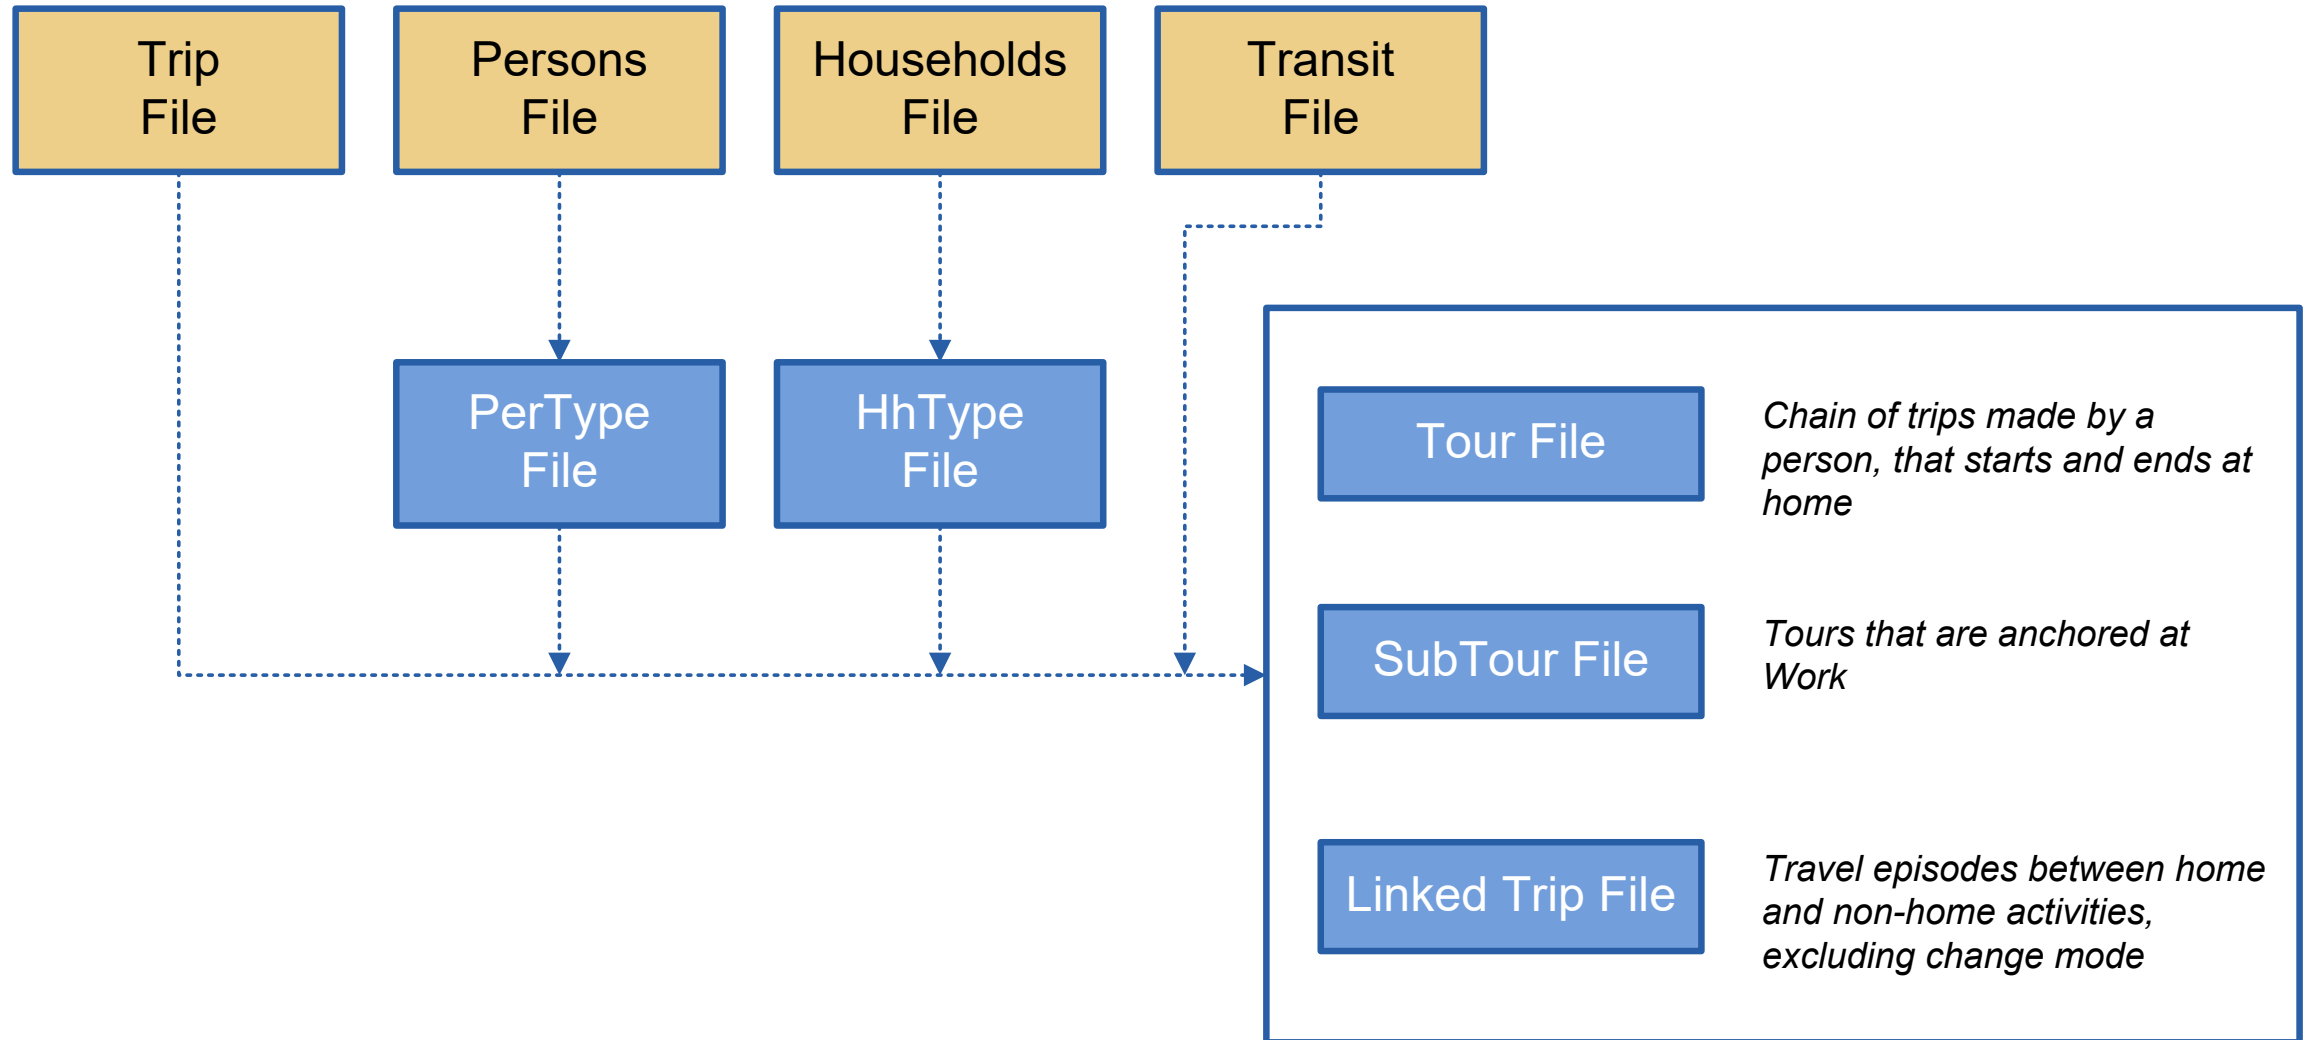 Trip
File
Persons
File
Households
File
Transit
File
PerType
File
HhType
File
Tour File
Chain of trips made by a
person, that starts and ends at
home
SubTour File
Tours that are anchored at
Work
Linked Trip File
Travel episodes between home
and non-home activities,
excluding change mode